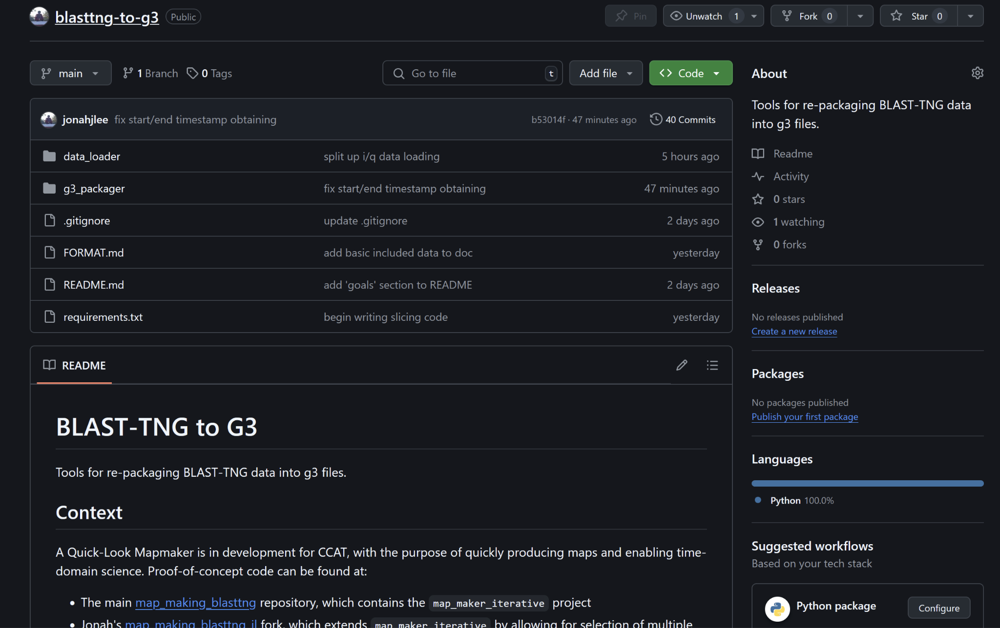 blasttng-to-g3 Public Pin Unwatch 1 Fork 0 Star 0
main 1 Branch 0 Tags Go to file t Add file Code
jonahjlee fix start/end timestamp obtaining b53014f · 47 minutes ago 40 Commits
data_loader split up i/q data loading 5 hours ago
g3_packager fix start/end timestamp obtaining 47 minutes ago
.gitignore update .gitignore 2 days ago
FORMAT.md add basic included data to doc yesterday
README.md add 'goals' section to README 2 days ago
requirements.txt begin writing slicing code yesterday
README
BLAST-TNG to G3
Tools for re-packaging BLAST-TNG data into g3 files.
Context
A Quick-Look Mapmaker is in development for CCAT, with the purpose of quickly producing maps and enabling time-
domain science. Proof-of-concept code can be found at:
• The main map_making_blasttng repository, which contains the map_maker_iterative project
• Jonah's map_making_blasttng_jl fork, which extends map_maker_iterative by allowing for selection of multiple
About
Tools for re-packaging BLAST-TNG data
into g3 files.
Readme
Activity
0 stars
1 watching
0 forks
Releases
No releases published
Create a new release
Packages
No packages published
Publish your first package
Languages
Python 100.0%
Suggested workflows
Based on your tech stack
Python package Configure